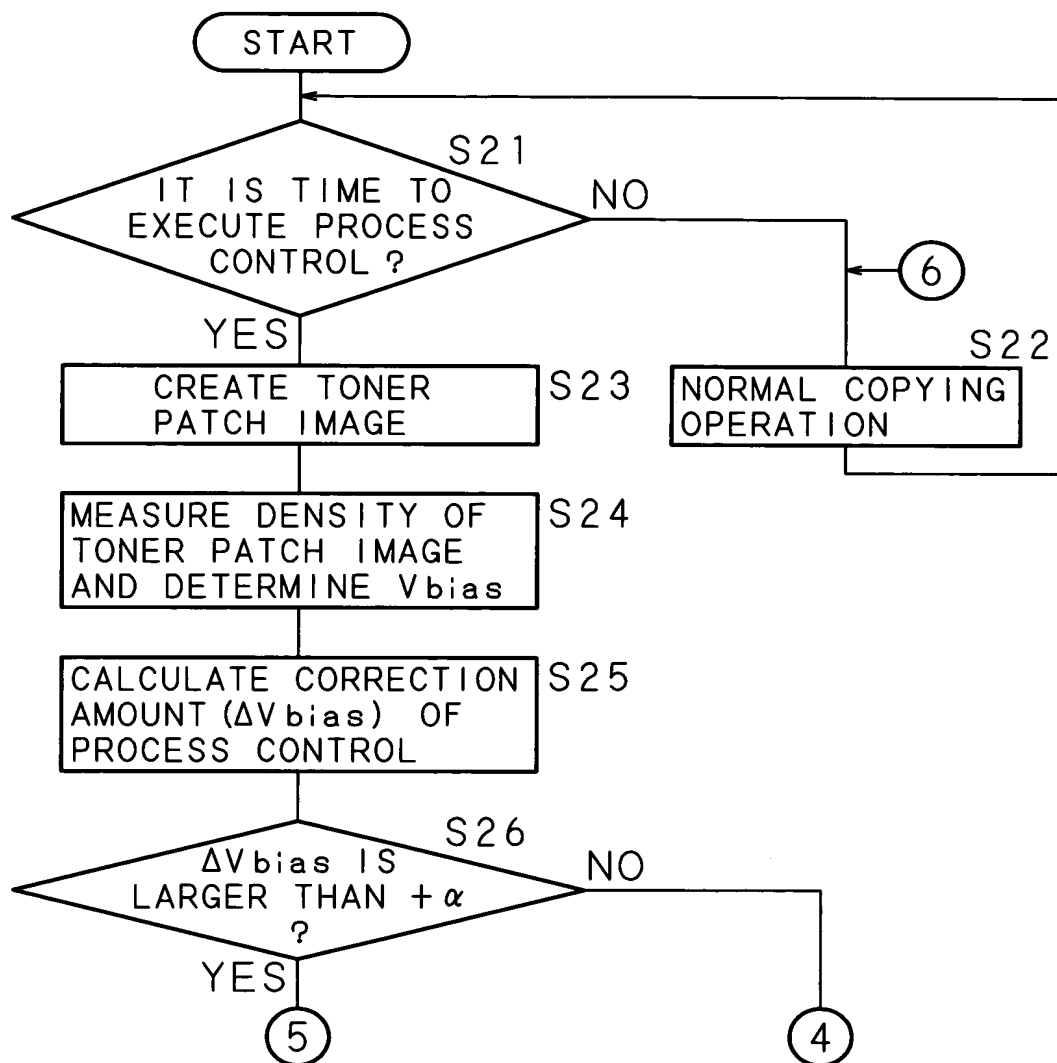 START
S21
IT IS TIME TO
EXECUTE PROCESS
CONTROL?
NO
YES
6
S22
NORMAL COPYING
OPERATION
S23
CREATE TONER
PATCH IMAGE
S24
MEASURE DENSITY OF
TONER PATCH IMAGE
AND DETERMINE Vbias
S25
CALCULATE CORRECTION
AMOUNT (ΔVbias) OF
PROCESS CONTROL
S26
ΔVbias IS
LARGER THAN +α
?
NO
YES
5
4